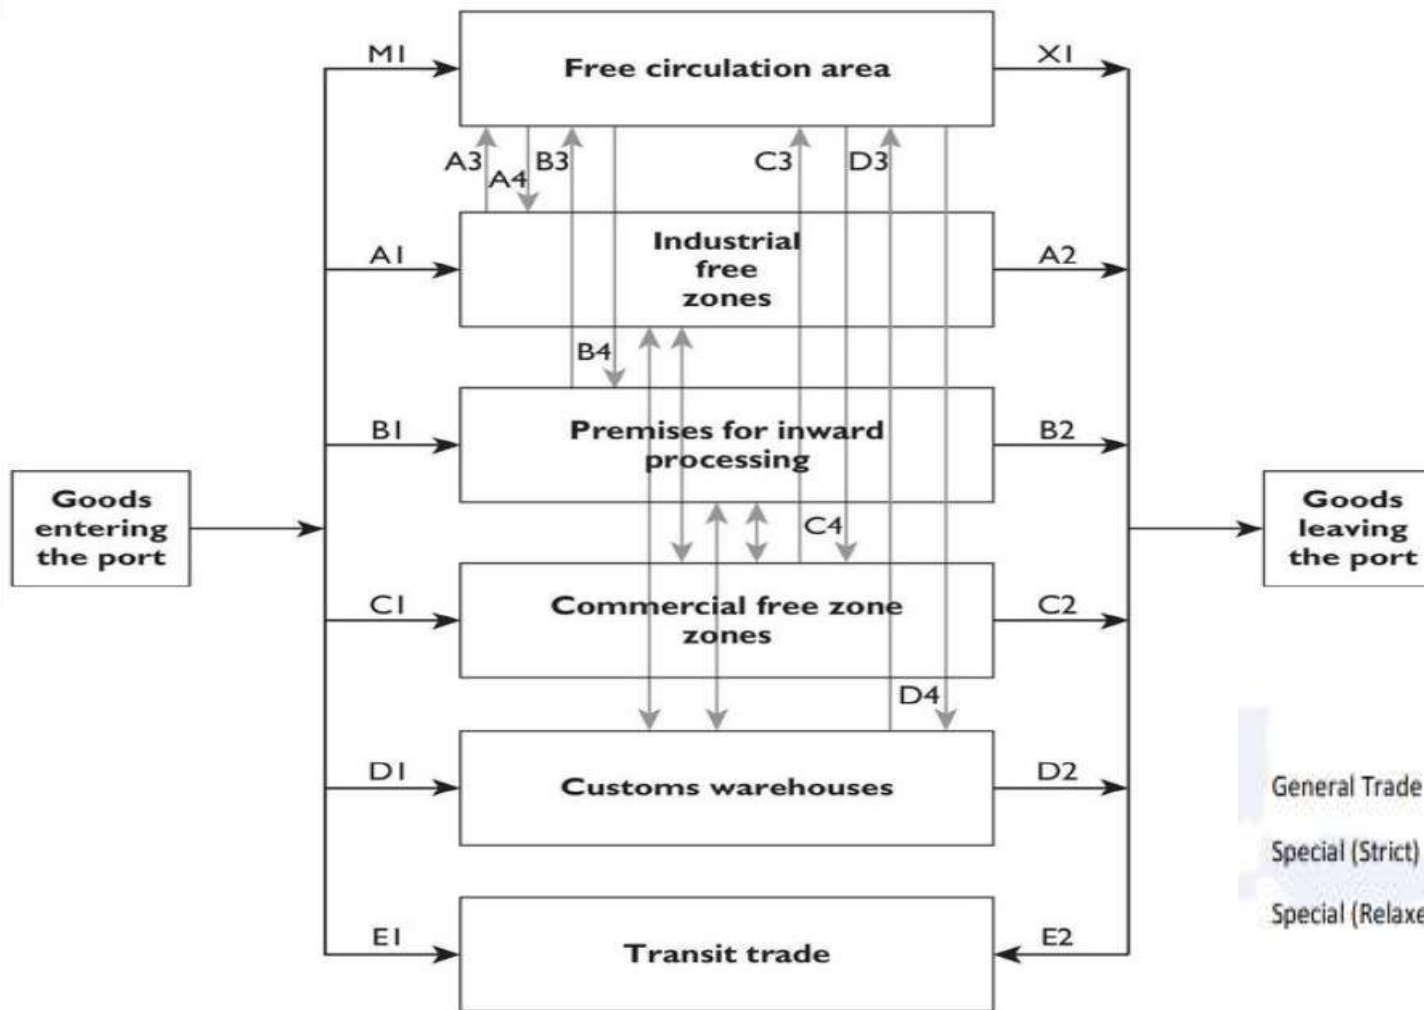 M1
Free circulation area
X1
A3
A4
B3
C3
D3
A1
Industrial
free
zones
A2
B4
B1
Premises for inward
processing
B2
Goods
entering
the port
C4
Goods
leaving
the port
C1
Commercial free zone
zones
C2
D4
D1
Customs warehouses
D2
General Trade
Special (Strict)
Special (Relaxe
E1
Transit trade
E2